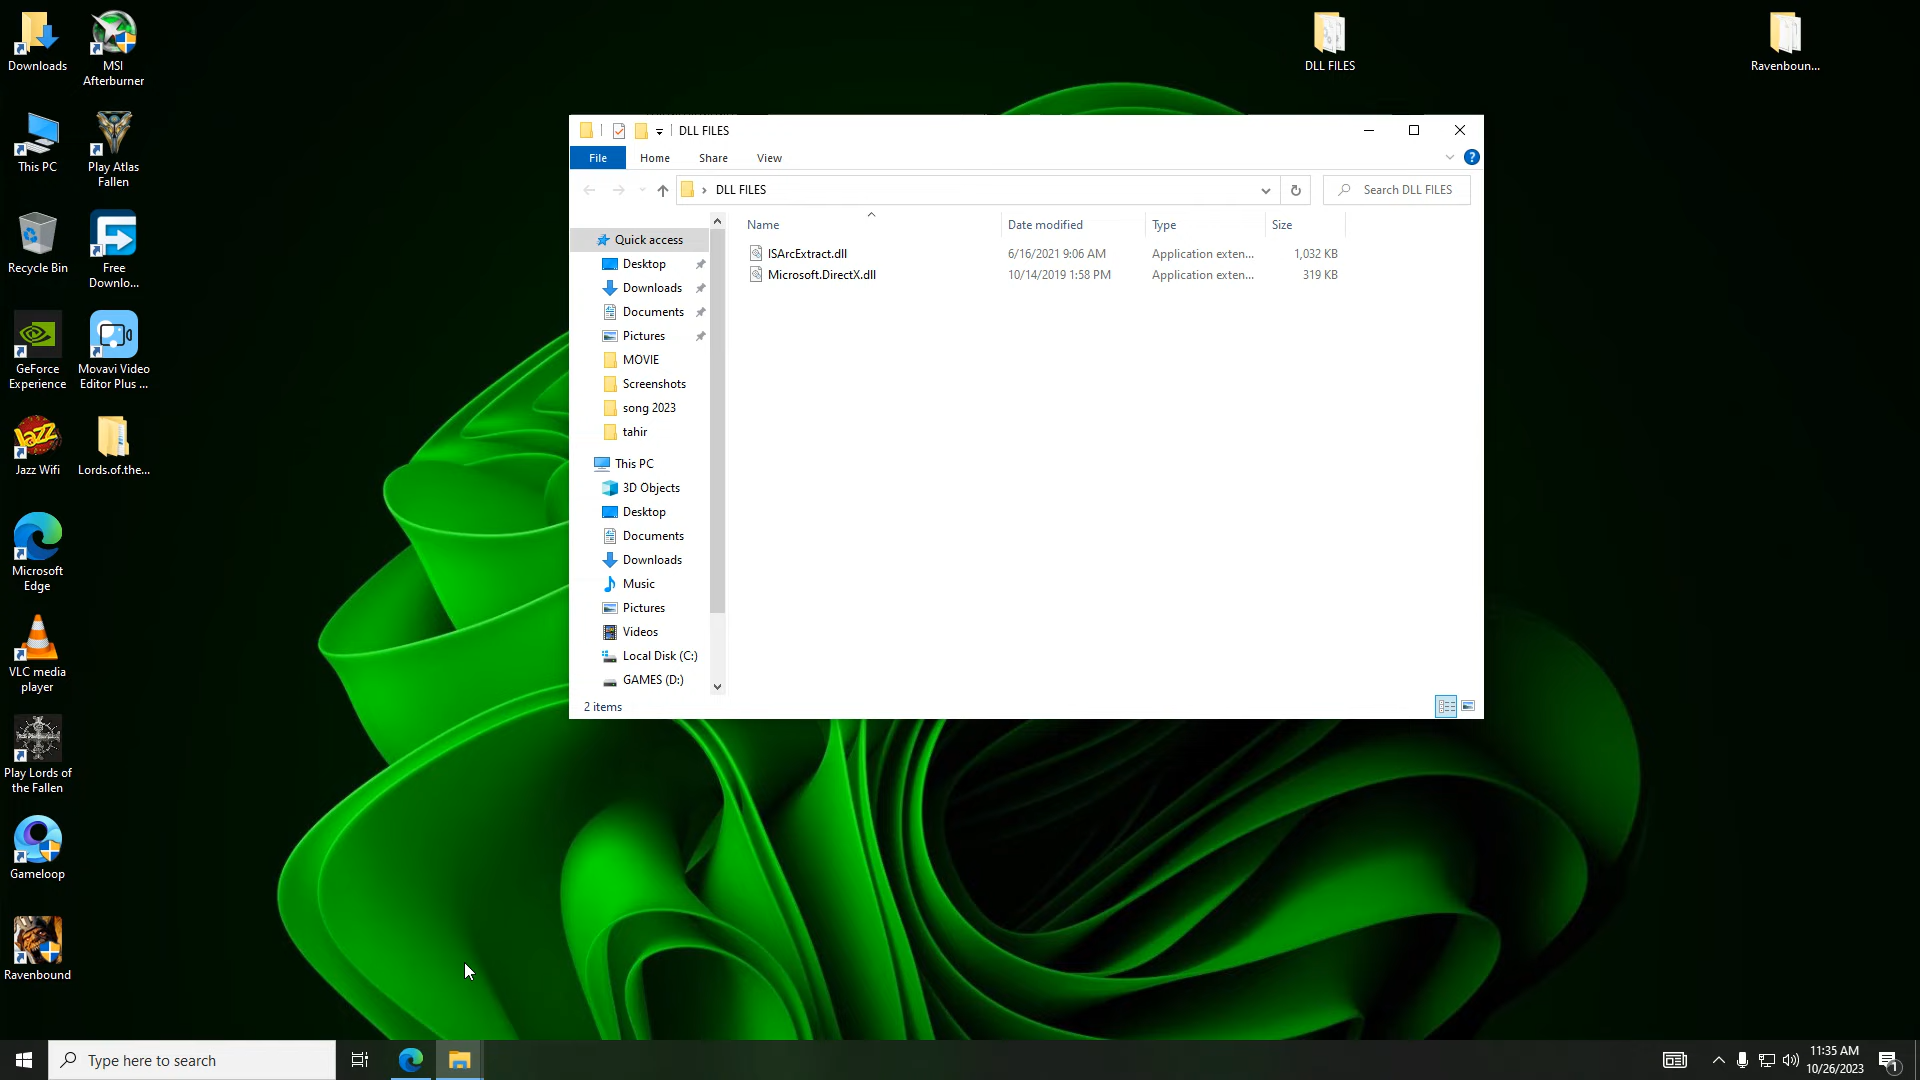 Downloads
MSI
Afterburner
This PC
Play Atlas
Fallen
Recycle Bin
Free
Downlo...
GeForce
Experience
Movavi Video
Editor Plus ...
Jazz
Jazz Wifi
Lords.of.the...
Microsoft
Edge
VLC media
player
Play Lords of
the Fallen
Gameloop
Ravenbound
DLL FILES
Ravenboun...
DLL FILES
File
Home
Share
View
?
DLL FILES
Search DLL FILES
Name
Date modified
Type
Size
ISArcExtract.dll
6/16/2021 9:06 AM
Application exten...
1,032 KB
Microsoft.DirectX.dll
10/14/2019 1:58 PM
Application exten...
319 KB
Quick access
Desktop
Downloads
Documents
Pictures
MOVIE
Screenshots
song 2023
tahir
This PC
3D Objects
Desktop
Documents
Downloads
Music
Pictures
Videos
Local Disk (C:)
GAMES (D:)
2 items
Type here to search
11:35 AM
10/26/2023
1